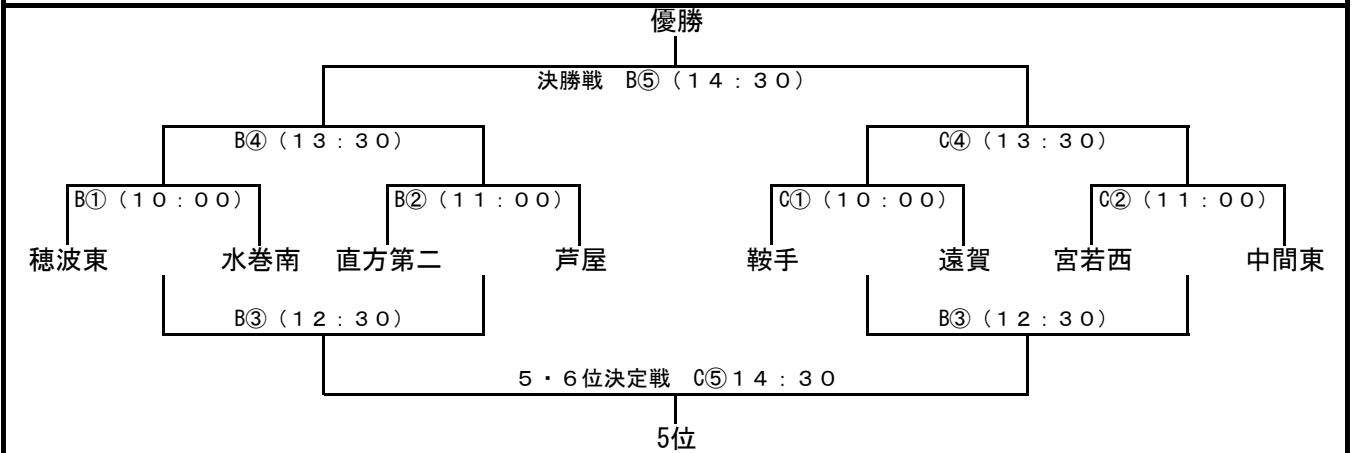 優勝
決勝戦 B⑤（１４：３０）
B④（１３：３０） C④（１３：３０）
B①（１０：００） B②（１１：００） C①（１０：００） C②（１１：００）
穂波東 水巻南 直方第二 芦屋 鞍手 遠賀 宮若西 中間東
B③（１２：３０） B③（１２：３０）
５・６位決定戦 C⑤１４：３０
5位